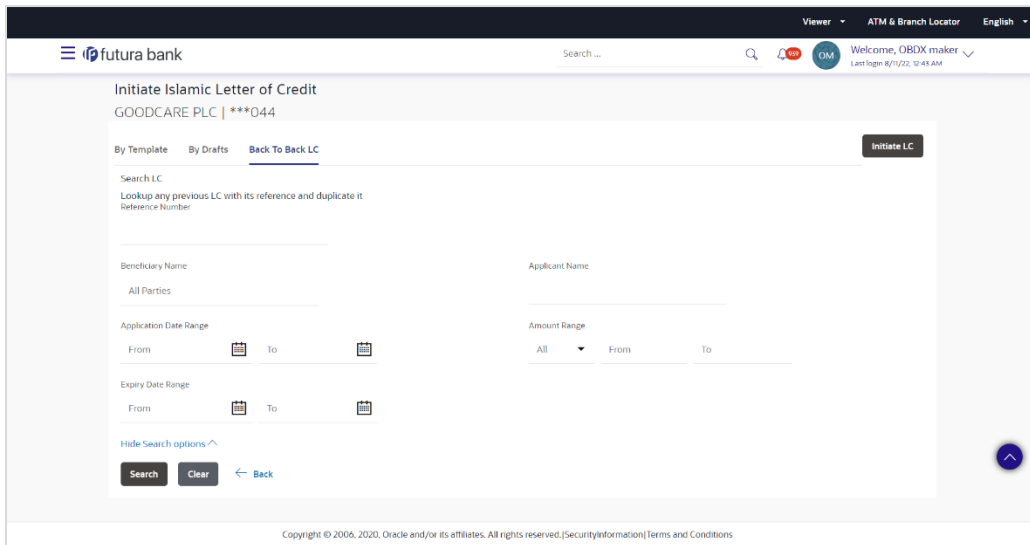 Viewer ATM & Branch Locator English
futura bank Search ... 939 OM Welcome, OBDX maker
Last login 8/11/22, 12:43 AM
Initiate Islamic Letter of Credit
GOODCARE PLC | ***044
By Template By Drafts Back To Back LC Initiate LC
Search LC
Lookup any previous LC with its reference and duplicate it
Reference Number
Beneficiary Name Applicant Name
All Parties
Application Date Range Amount Range
From To All From To
Expiry Date Range
From To
Hide Search options
Search Clear Back
Copyright © 2006, 2020, Oracle and/or its affiliates. All rights reserved.|SecurityInformation|Terms and Conditions